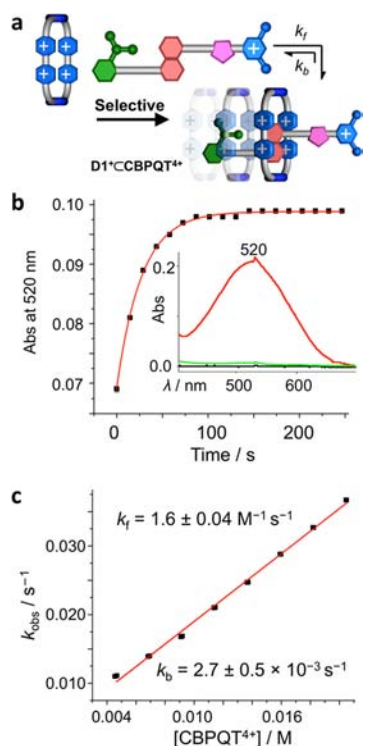 a
+ +
+ +
+
k_f
k_b
Selective
D1⁺⊂CBPQT⁴⁺
+ +
+ +
+
b
Abs at 520 nm
0.10
0.09
0.08
0.07
0 100 200
Time / s
Abs
0.2
0.0
520
λ / nm 500 600
c
k_obs / s⁻¹
0.030
0.020
0.010
k_f = 1.6 ± 0.04 M⁻¹ s⁻¹
k_b = 2.7 ± 0.5 × 10⁻³ s⁻¹
0.004 0.010 0.016
[CBPQT⁴⁺] / M